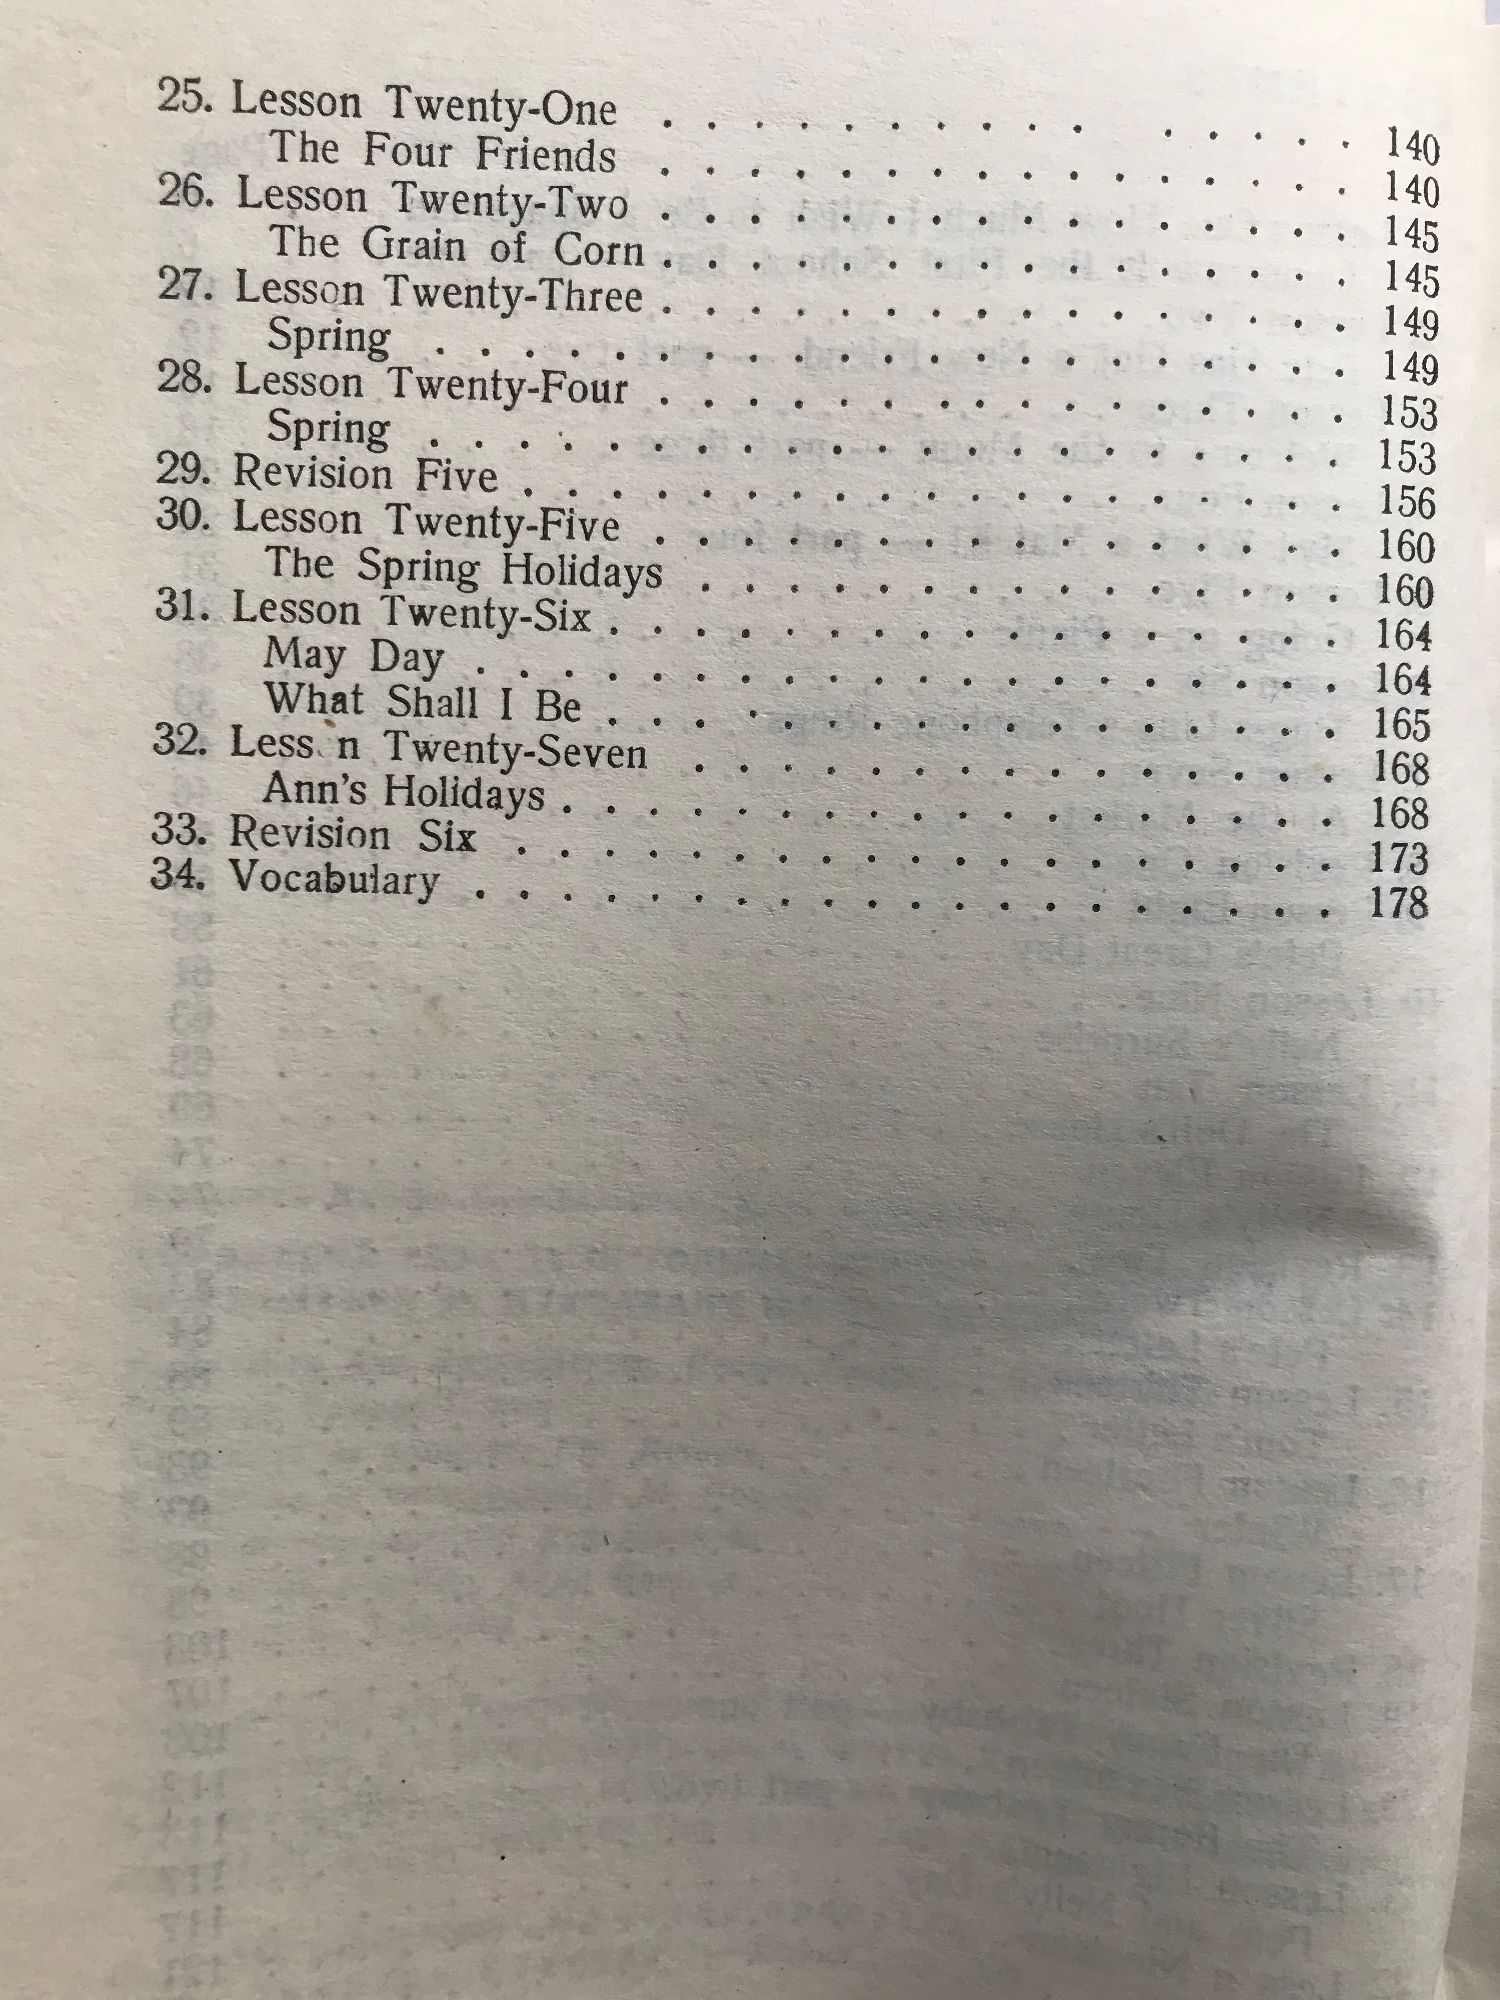 25. Lesson Twenty-One . . . . . . . . . . . . . . . 140
The Four Friends . . . . . . . . . . . . . . . . 140
26. Lesson Twenty-Two . . . . . . . . . . . . . . . . 145
The Grain of Corn . . . . . . . . . . . . . . . . 145
27. Lesson Twenty-Three . . . . . . . . . . . . . . . . 149
Spring . . . . . . . . . . . . . . . . . . . . . 149
28. Lesson Twenty-Four . . . . . . . . . . . . . . . . 153
Spring . . . . . . . . . . . . . . . . . . . . . 153
29. Revision Five . . . . . . . . . . . . . . . . . . . 156
30. Lesson Twenty-Five . . . . . . . . . . . . . . . . 160
The Spring Holidays . . . . . . . . . . . . . . . 160
31. Lesson Twenty-Six . . . . . . . . . . . . . . . . . 164
May Day . . . . . . . . . . . . . . . . . . . . 164
What Shall I Be . . . . . . . . . . . . . . . . . 165
32. Less n Twenty-Seven . . . . . . . . . . . . . . . 168
Ann's Holidays . . . . . . . . . . . . . . . . . . 168
33. Revision Six . . . . . . . . . . . . . . . . . . . 173
34. Vocabulary . . . . . . . . . . . . . . . . . . . . 178